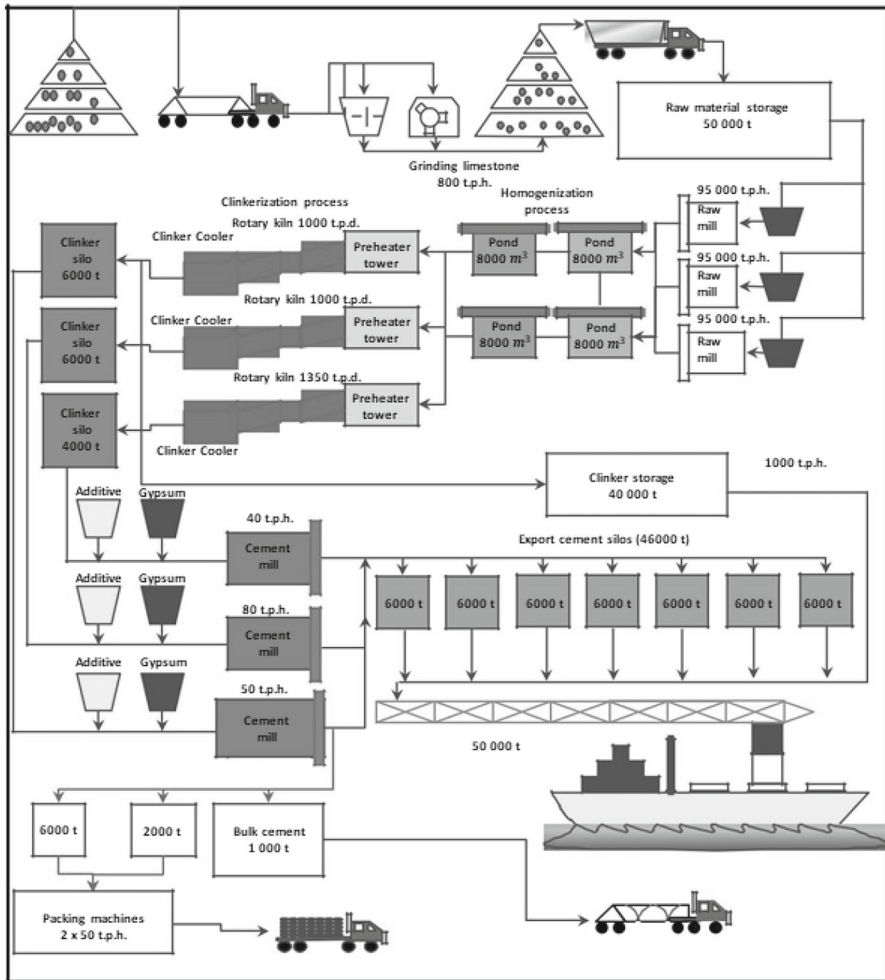 Raw material storage
50 000 t
Grinding limestone
800 t.p.h.
Clinkerization process
Homogenization
process
95 000 t.p.h.
Raw
mill
95 000 t.p.h.
Raw
mill
95 000 t.p.h.
Raw
mill
Pond
8000 m³
Pond
8000 m³
Pond
8000 m³
Pond
8000 m³
Rotary kiln 1000 t.p.d.
Clinker Cooler
Preheater
tower
Clinker
silo
6000 t
Rotary kiln 1000 t.p.d.
Clinker Cooler
Preheater
tower
Clinker
silo
6000 t
Rotary kiln 1350 t.p.d.
Preheater
tower
Clinker Cooler
Clinker
silo
4000 t
Clinker storage
40 000 t
1000 t.p.h.
Additive
Gypsum
40 t.p.h.
Cement
mill
Additive
Gypsum
80 t.p.h.
Cement
mill
Additive
Gypsum
50 t.p.h.
Cement
mill
Export cement silos (46000 t)
6000 t
6000 t
6000 t
6000 t
6000 t
6000 t
6000 t
50 000 t
6000 t
2000 t
Bulk cement
1 000 t
Packing machines
2 x 50 t.p.h.